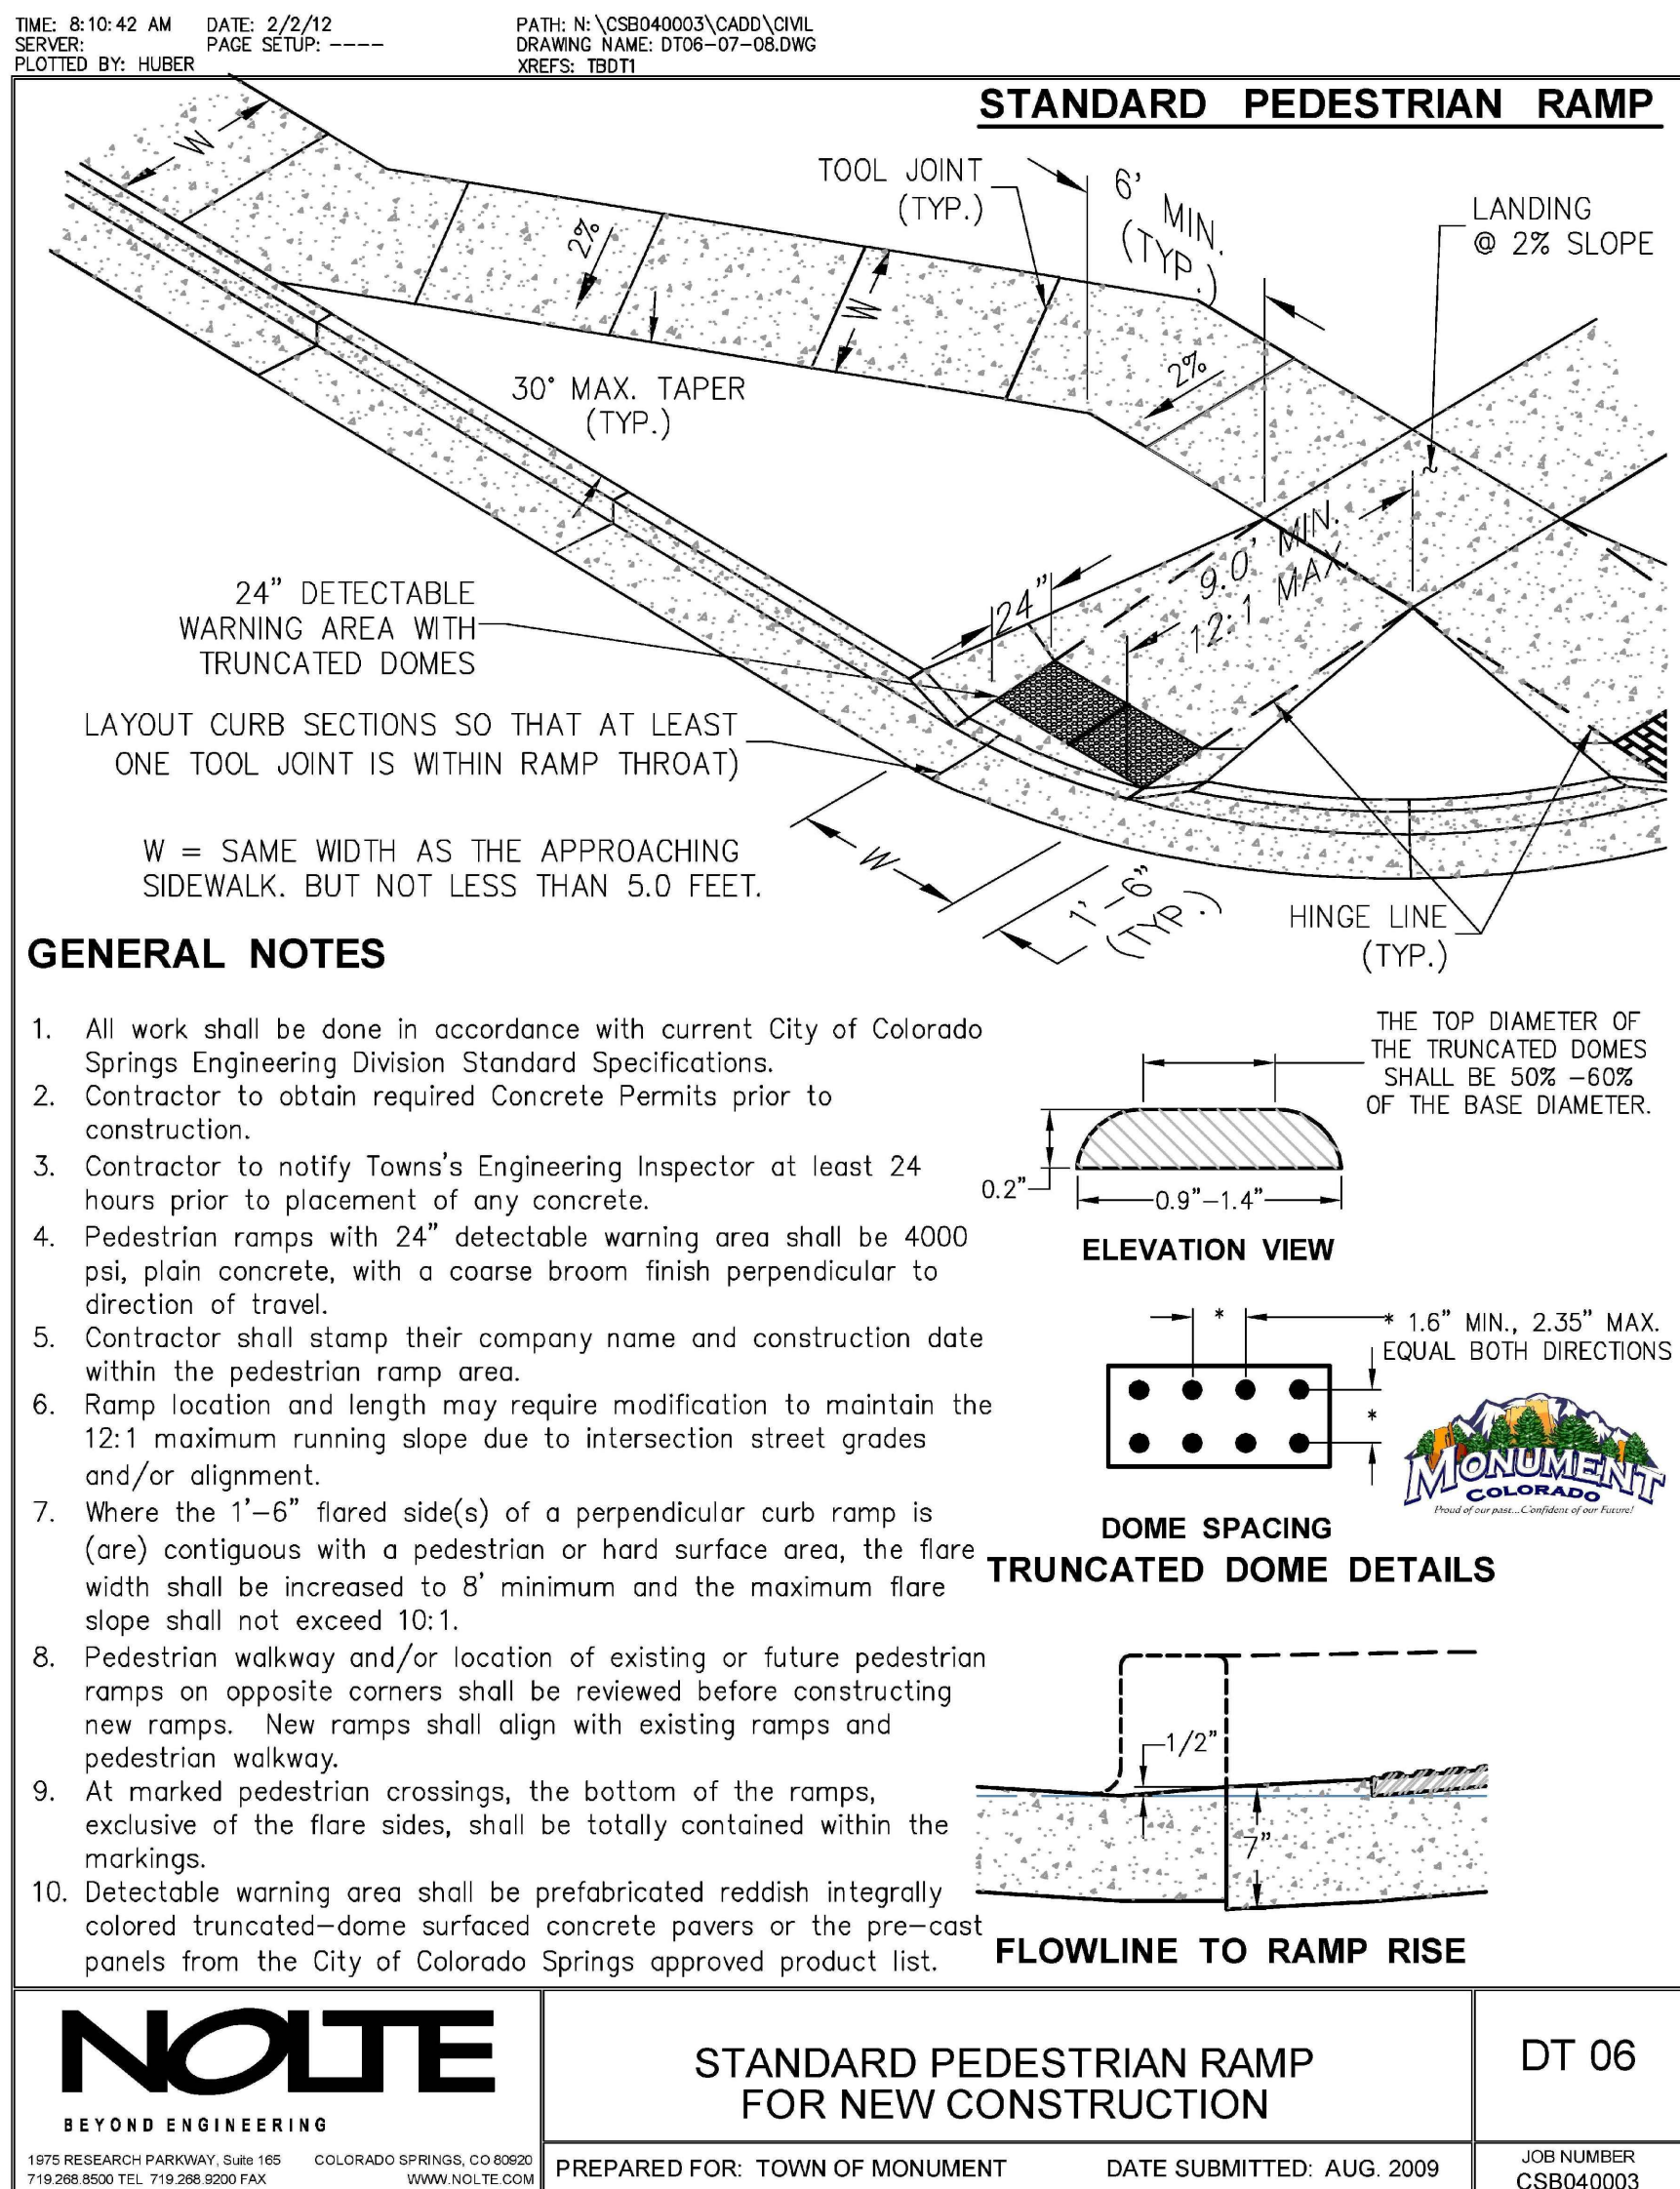 TIME: 8:10:42 AM DATE: 2/2/12 PATH: N:\CSB040003\CADD\CIVIL
SERVER: PAGE SETUP: ---- DRAWING NAME: DT06-07-08.DWG
PLOTTED BY: HUBER XREFS: TBDT1
STANDARD PEDESTRIAN RAMP
W
TOOL JOINT
(TYP.)
6'
MIN.
(TYP.)
LANDING
@ 2% SLOPE
2%
W
2%
30° MAX. TAPER
(TYP.)
9.0' MIN.
12:1 MAX.
24"
24" DETECTABLE
WARNING AREA WITH
TRUNCATED DOMES
LAYOUT CURB SECTIONS SO THAT AT LEAST
ONE TOOL JOINT IS WITHIN RAMP THROAT)
W = SAME WIDTH AS THE APPROACHING
SIDEWALK. BUT NOT LESS THAN 5.0 FEET.
W
1'-6"
(TYP.)
HINGE LINE
(TYP.)
GENERAL NOTES
1. All work shall be done in accordance with current City of Colorado
Springs Engineering Division Standard Specifications.
2. Contractor to obtain required Concrete Permits prior to
construction.
3. Contractor to notify Towns's Engineering Inspector at least 24
hours prior to placement of any concrete.
4. Pedestrian ramps with 24" detectable warning area shall be 4000
psi, plain concrete, with a coarse broom finish perpendicular to
direction of travel.
5. Contractor shall stamp their company name and construction date
within the pedestrian ramp area.
6. Ramp location and length may require modification to maintain the
12:1 maximum running slope due to intersection street grades
and/or alignment.
7. Where the 1'-6" flared side(s) of a perpendicular curb ramp is
(are) contiguous with a pedestrian or hard surface area, the flare
width shall be increased to 8' minimum and the maximum flare
slope shall not exceed 10:1.
8. Pedestrian walkway and/or location of existing or future pedestrian
ramps on opposite corners shall be reviewed before constructing
new ramps. New ramps shall align with existing ramps and
pedestrian walkway.
9. At marked pedestrian crossings, the bottom of the ramps,
exclusive of the flare sides, shall be totally contained within the
markings.
10. Detectable warning area shall be prefabricated reddish integrally
colored truncated-dome surfaced concrete pavers or the pre-cast
panels from the City of Colorado Springs approved product list.
THE TOP DIAMETER OF
THE TRUNCATED DOMES
SHALL BE 50% -60%
OF THE BASE DIAMETER.
0.2"
0.9"-1.4"
ELEVATION VIEW
*
* 1.6" MIN., 2.35" MAX.
EQUAL BOTH DIRECTIONS
*
MONUMENT
COLORADO
Proud of our past...Confident of our Future!
DOME SPACING
TRUNCATED DOME DETAILS
1/2"
7"
FLOWLINE TO RAMP RISE
NOLTE
BEYOND ENGINEERING
1975 RESEARCH PARKWAY, Suite 165 COLORADO SPRINGS, CO 80920
719.268.8500 TEL 719.268.9200 FAX WWW.NOLTE.COM
STANDARD PEDESTRIAN RAMP
FOR NEW CONSTRUCTION
PREPARED FOR: TOWN OF MONUMENT DATE SUBMITTED: AUG. 2009
DT 06
JOB NUMBER
CSB040003